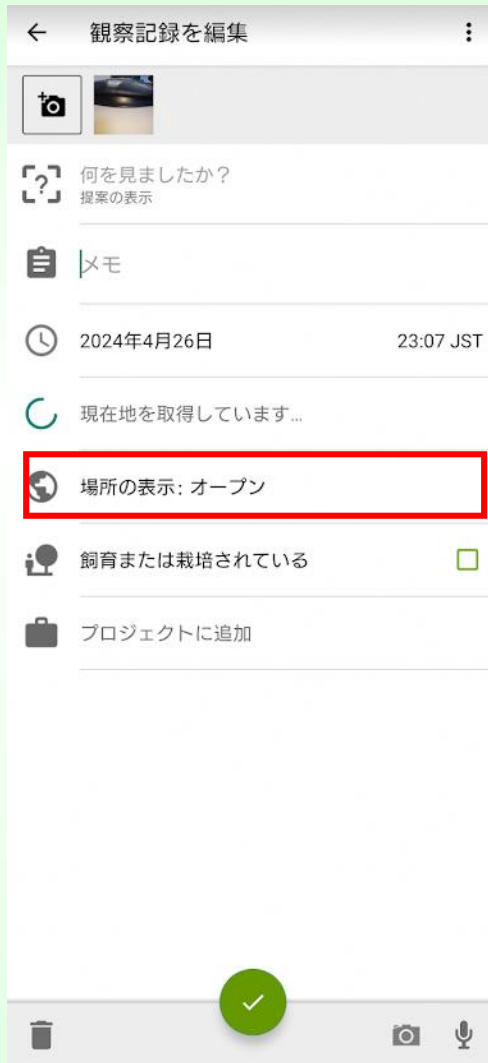 観察記録を編集
何を見ましたか？
提案の表示
メモ
2024年4月26日 23:07 JST
現在地を取得しています...
場所の表示: オープン
飼育または栽培されている
プロジェクトに追加